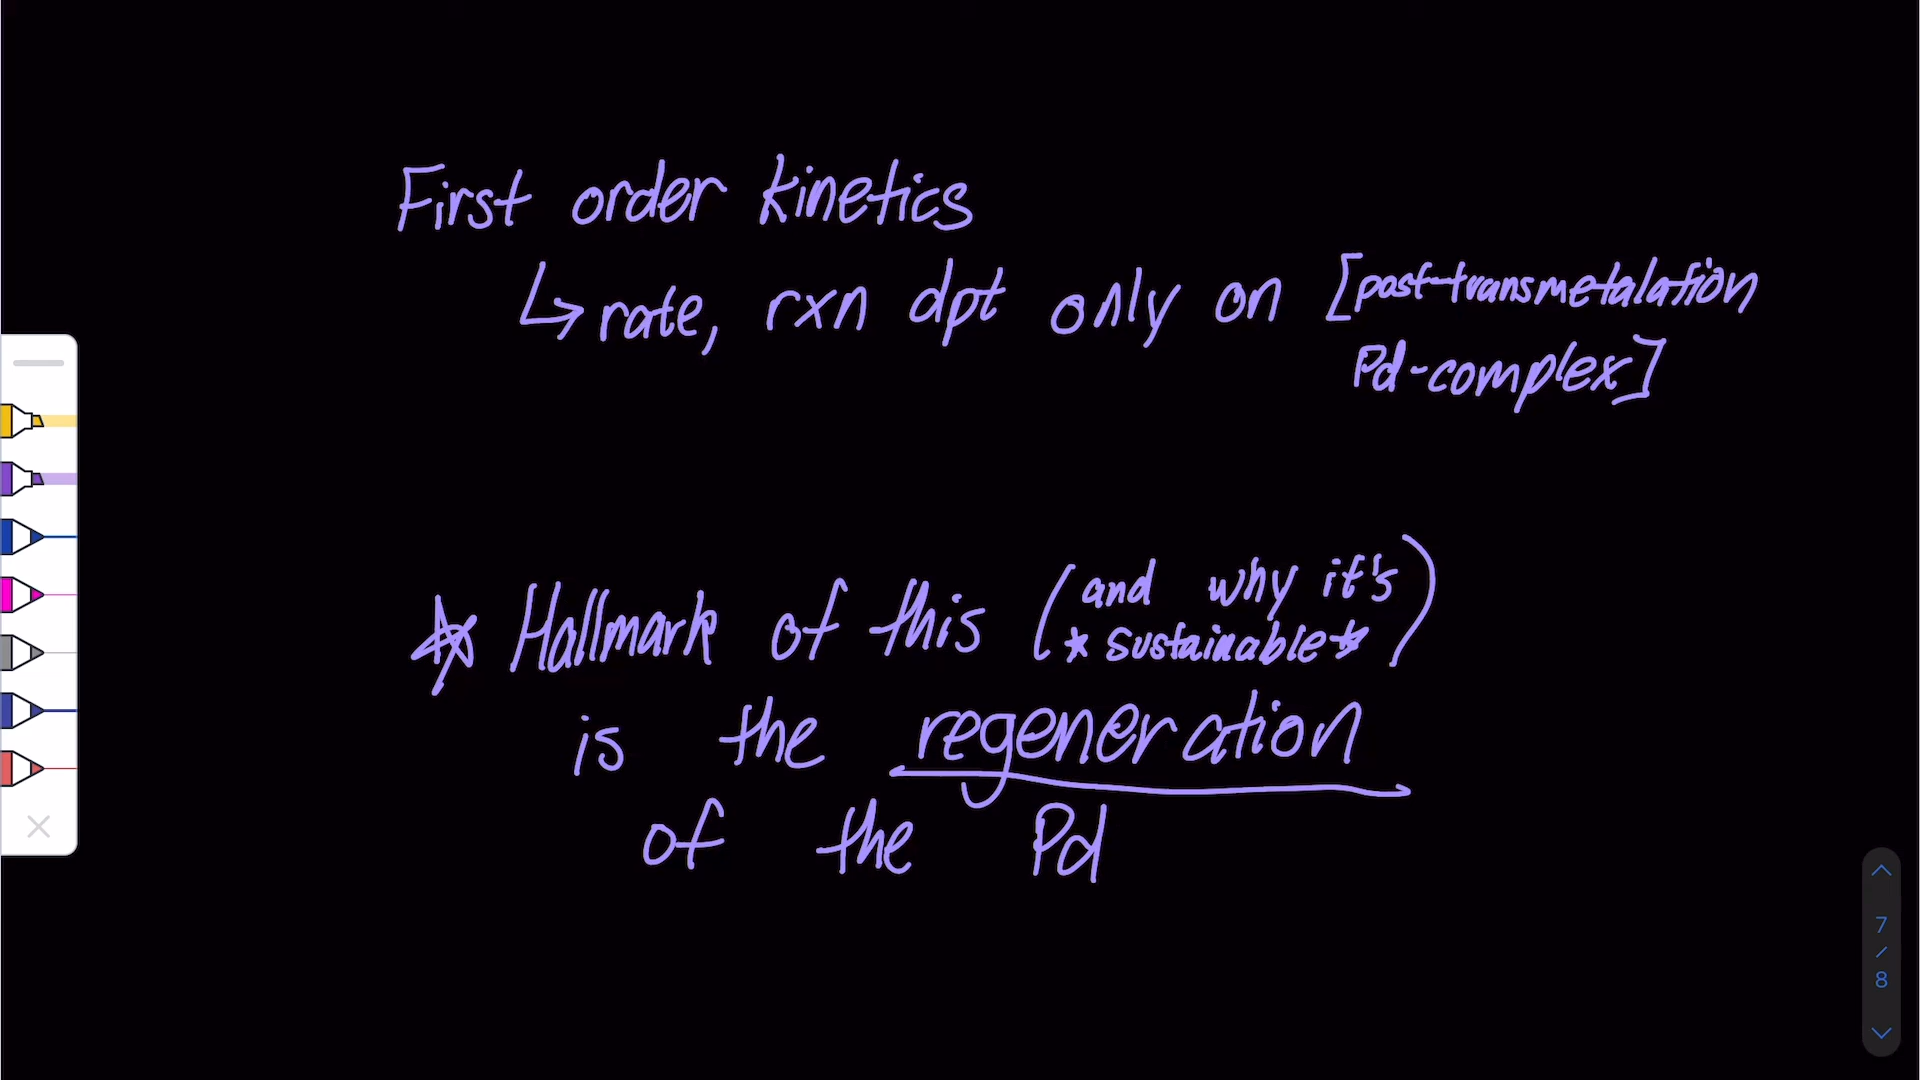 First order kinetics
↳ rate, rxn dpt only on [post-transmetalation
Pd-complex]
☆ Hallmark of this (and why it's
*sustainable*)
is the regeneration
of the Pd
7
/
8